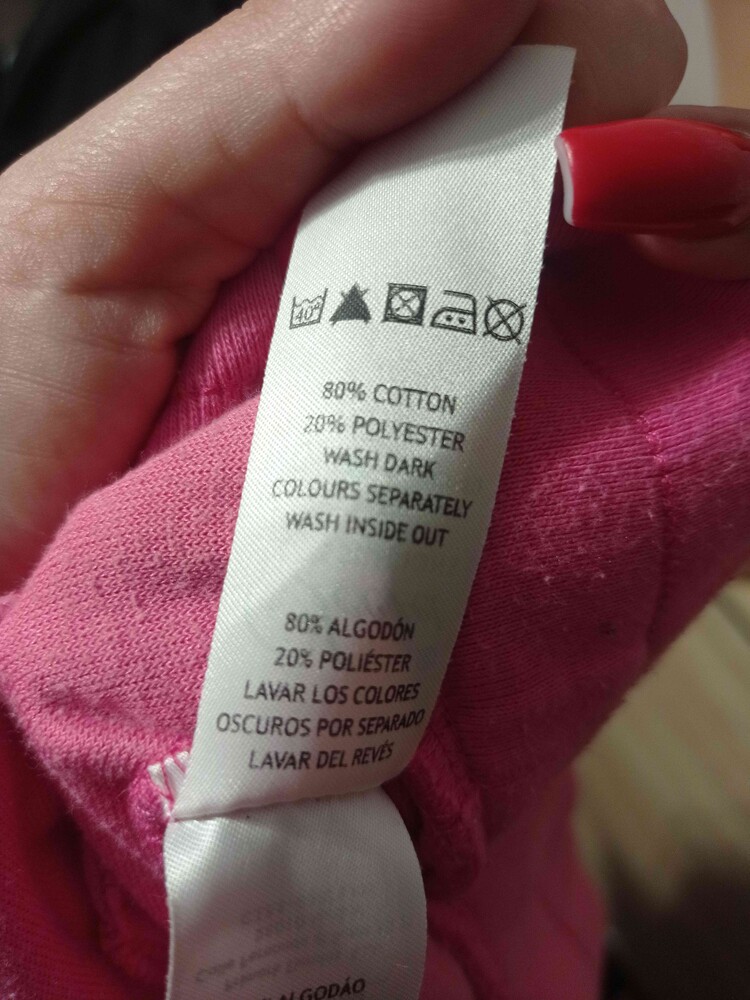 40°
80% COTTON
20% POLYESTER
WASH DARK
COLOURS SEPARATELY
WASH INSIDE OUT
80% ALGODÓN
20% POLIÉSTER
LAVAR LOS COLORES
OSCUROS POR SEPARADO
LAVAR DEL REVÉS
ALGODÃO